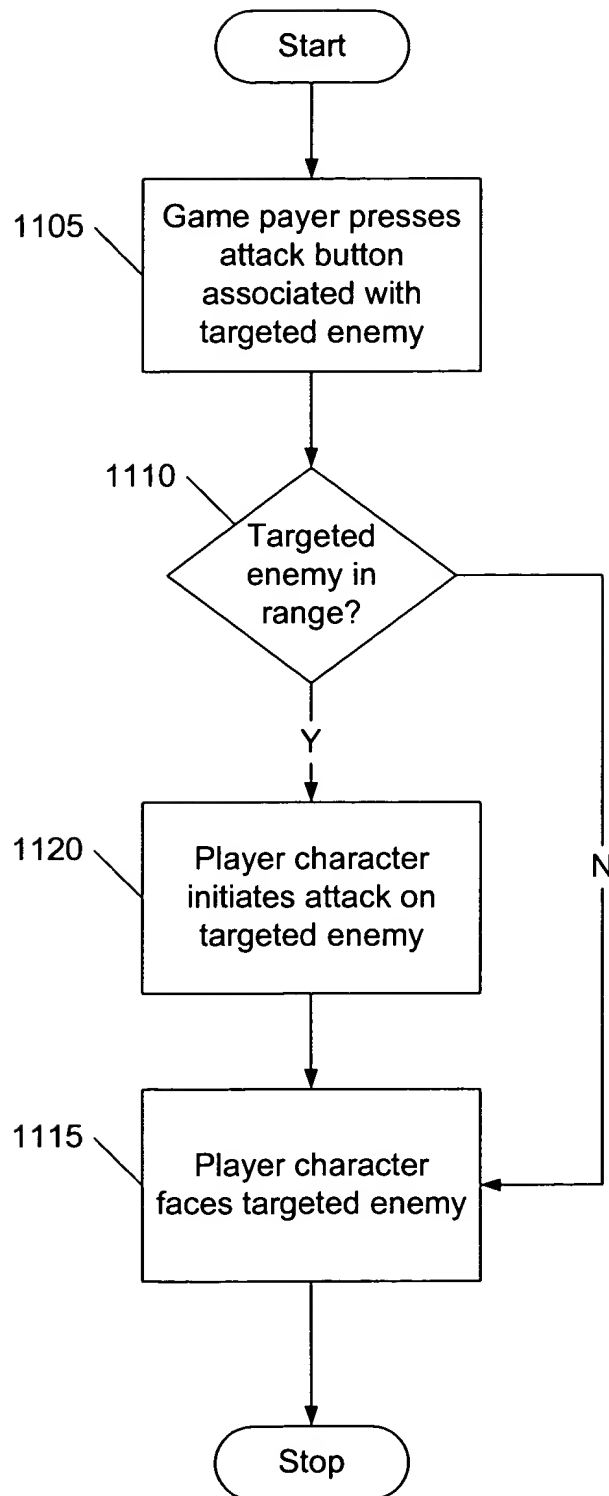 Start
1105
Game payer presses
attack button
associated with
targeted enemy
1110
Targeted
enemy in
range?
Y
N
1120
Player character
initiates attack on
targeted enemy
1115
Player character
faces targeted enemy
Stop